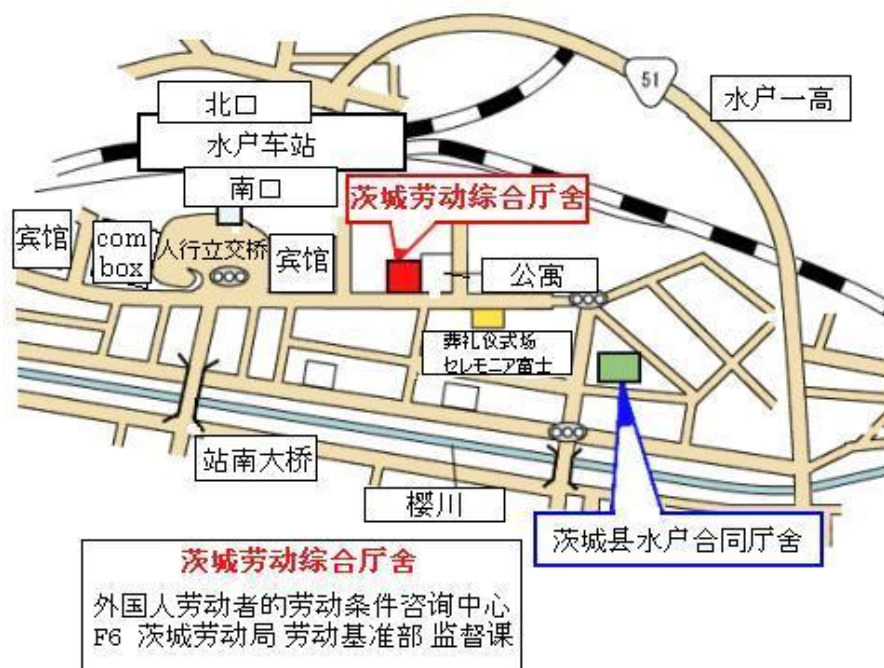 51
水户一高
北口
水户车站
南口
茨城劳动综合厅舍
宾馆
com
box
人行立交桥
宾馆
公寓
葬礼仪式场
セレモニア富士
站南大桥
樱川
茨城县水户合同厅舍
茨城劳动综合厅舍
外国人劳动者的劳动条件咨询中心
F6 茨城劳动局 劳动基准部 监督课